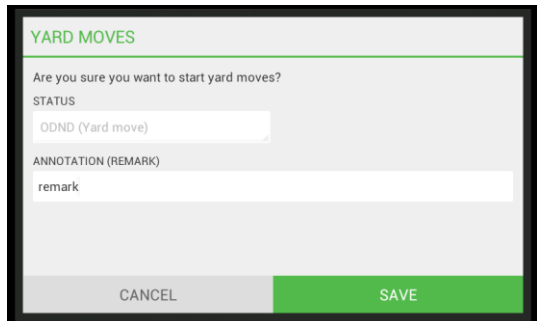 YARD MOVES
Are you sure you want to start yard moves?
STATUS
ODND (Yard move)
ANNOTATION (REMARK)
remark
CANCEL SAVE